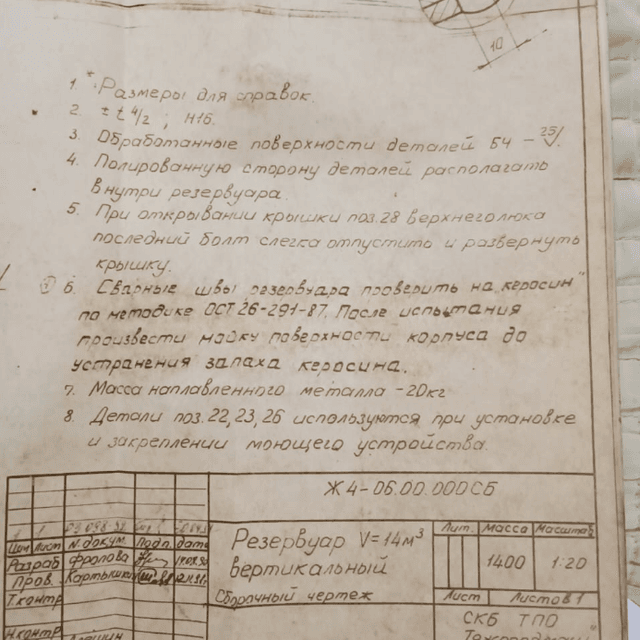 10
1. * Размеры для справок.
2. ± t4/2 ; H16.
3. Обработанные поверхности деталей БЧ – 25/.
4. Полированную сторону деталей располагать
внутри резервуара.
5. При открывании крышки поз.28 верхнего люка
последний болт слегка отпустить и развернуть
крышку.
① 6. Сварные швы резервуара проверить „на керосин"
по методике ОСТ 26-291-87. После испытания
произвести мойку поверхности корпуса до
устранения запаха керосина.
7. Масса наплавленного металла -20кг
8. Детали поз.22,23,26 используются при установке
и закреплении моющего устройства.
Ж4-06.00.000СБ
Изм Лист N докум. Подп. Дата
Разраб Фролова
Пров.
Т.контр
Н.контр
Резервуар V=14м³
вертикальный
Сборочный чертеж
Лит. Масса Масштаб
1400 1:20
Лист Листов 1
СКБ ТПО